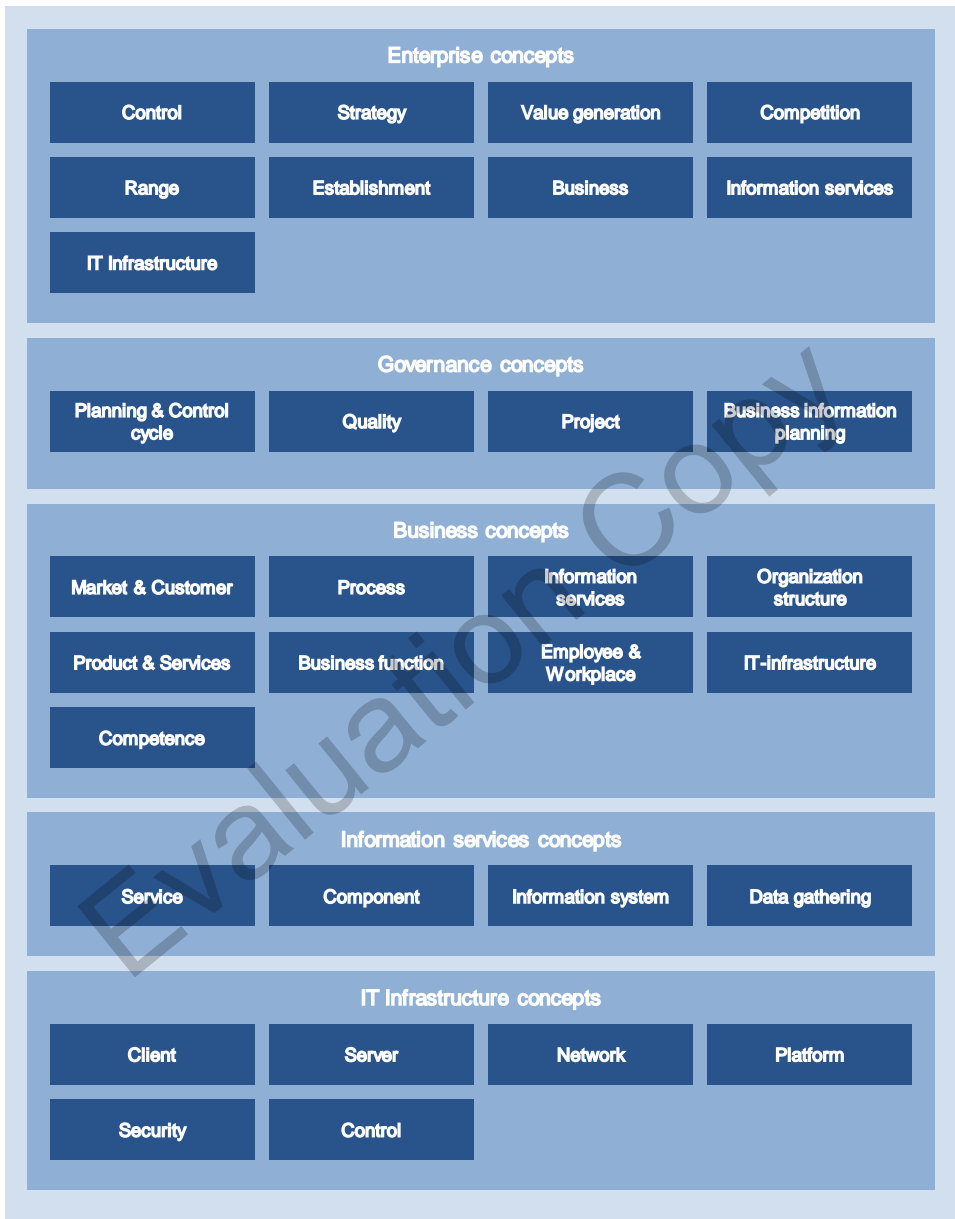 Enterprise concepts
Control
Strategy
Value generation
Competition
Range
Establishment
Business
Information services
IT Infrastructure
Governance concepts
Planning & Control
cycle
Quality
Project
Business information
planning
Business concepts
Market & Customer
Process
Information
services
Organization
structure
Product & Services
Business function
Employee &
Workplace
IT-infrastructure
Competence
Information services concepts
Service
Component
Information system
Data gathering
IT Infrastructure concepts
Client
Server
Network
Platform
Security
Control
Evaluation Copy